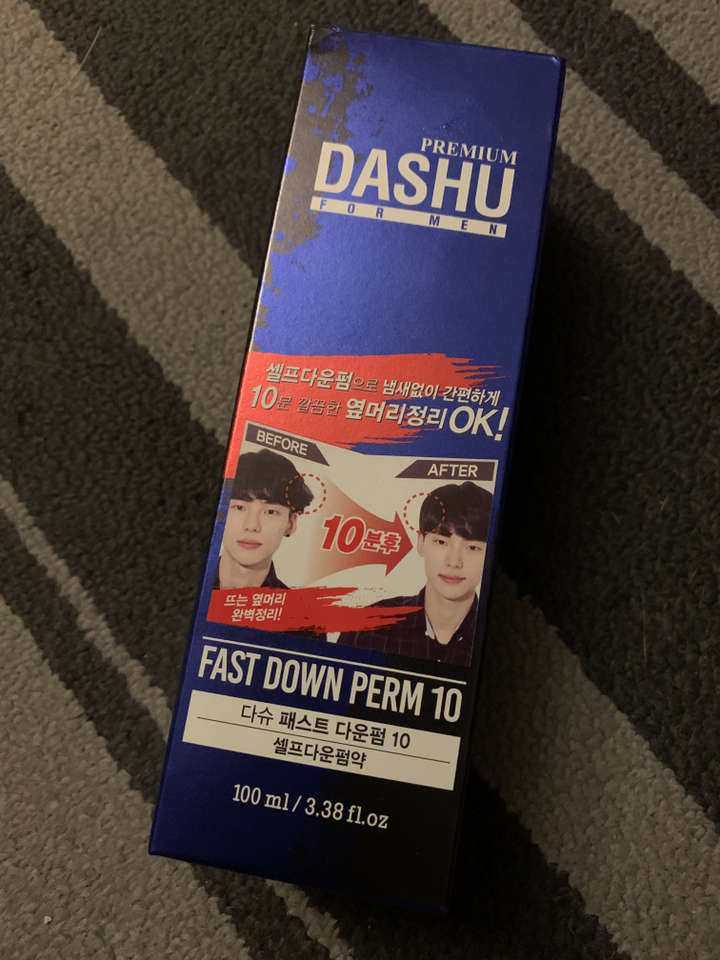 PREMIUM
DASHU
FOR MEN
셀프다운펌으로 냄새없이 간편하게
10분 깔끔한 옆머리정리 OK!
BEFORE
AFTER
10분후
뜨는 옆머리
완벽정리!
FAST DOWN PERM 10
다슈 패스트 다운펌 10
셀프다운펌약
100 ml / 3.38 fl.oz